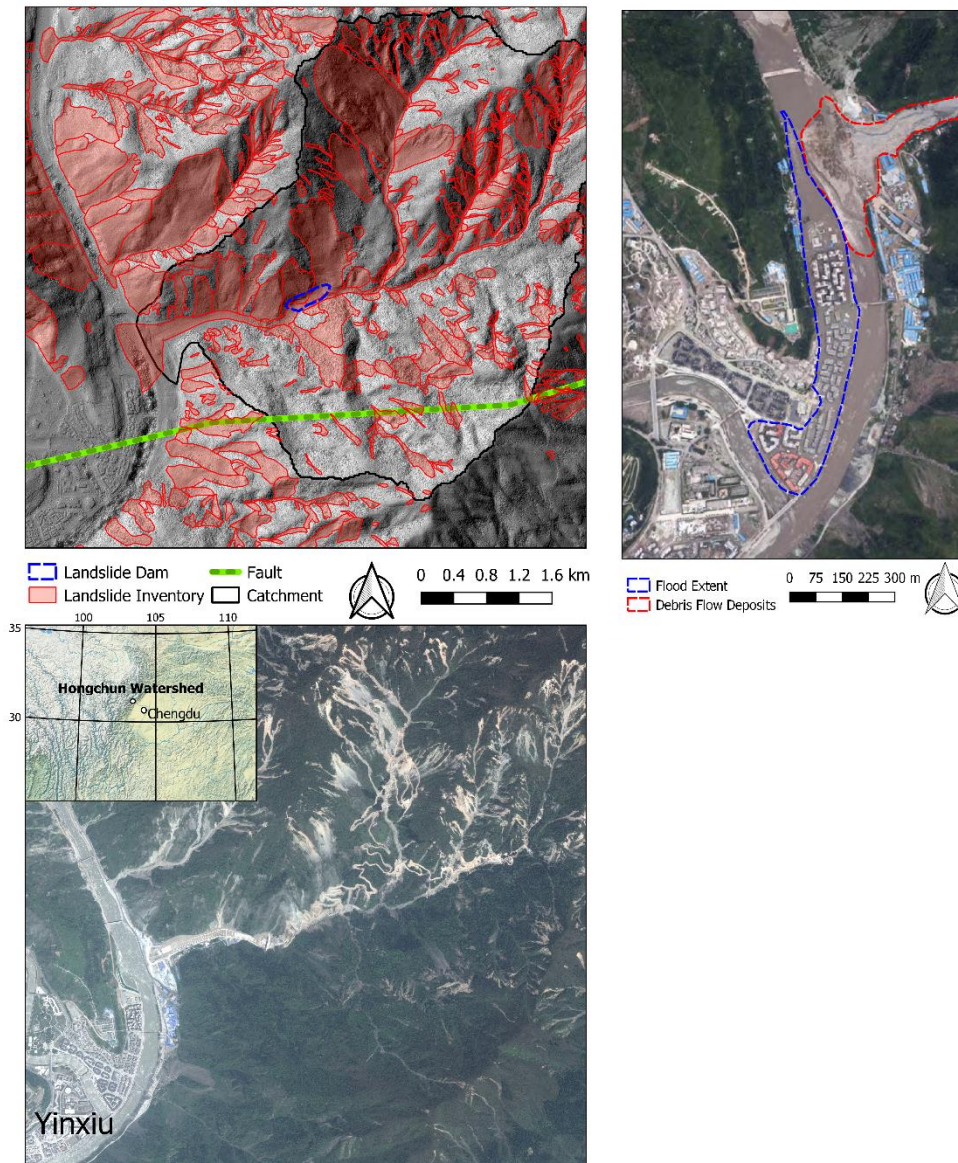 Landslide Dam
Fault
0 0.4 0.8 1.2 1.6 km
Landslide Inventory
Catchment
Flood Extent
0 75 150 225 300 m
Debris Flow Deposits
100 105 110
35
Hongchun Watershed
Chengdu
30
Yinxiu